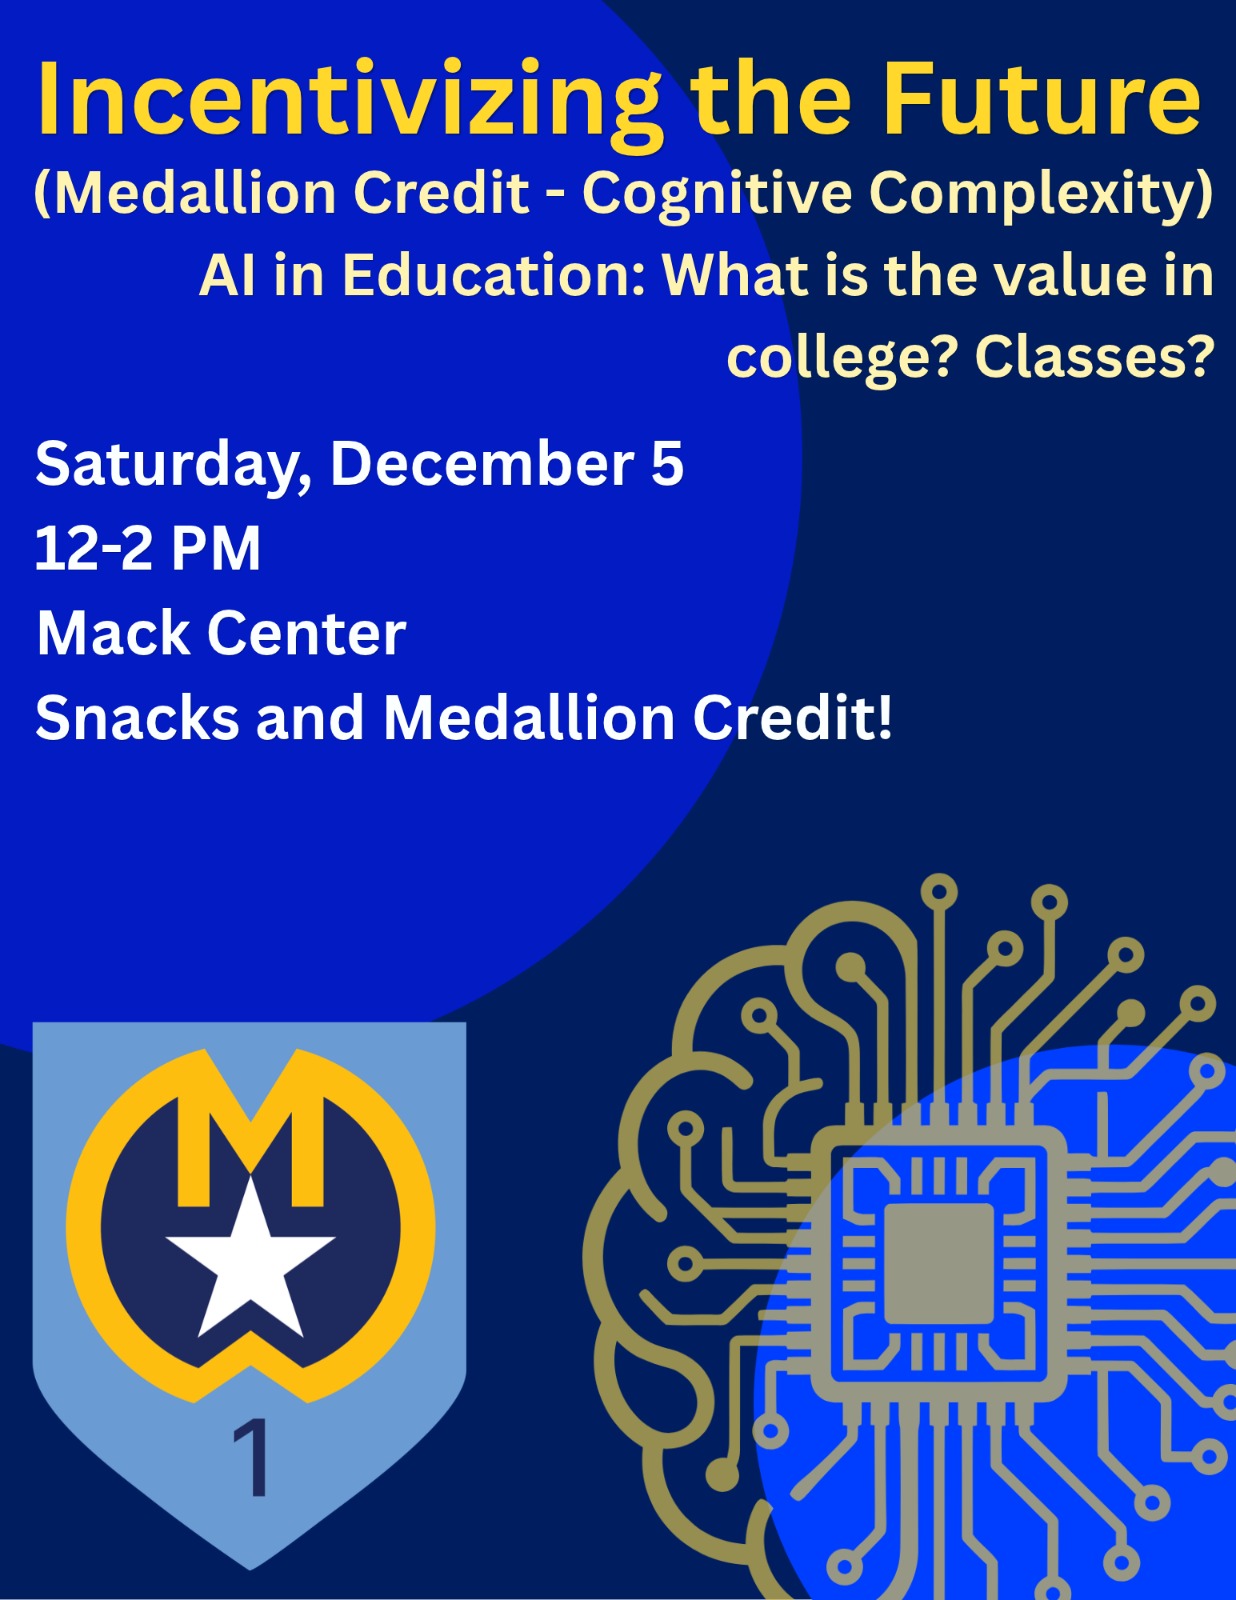 Incentivizing the Future
(Medallion Credit - Cognitive Complexity)
AI in Education: What is the value in
college? Classes?
Saturday, December 5
12-2 PM
Mack Center
Snacks and Medallion Credit!
M
1